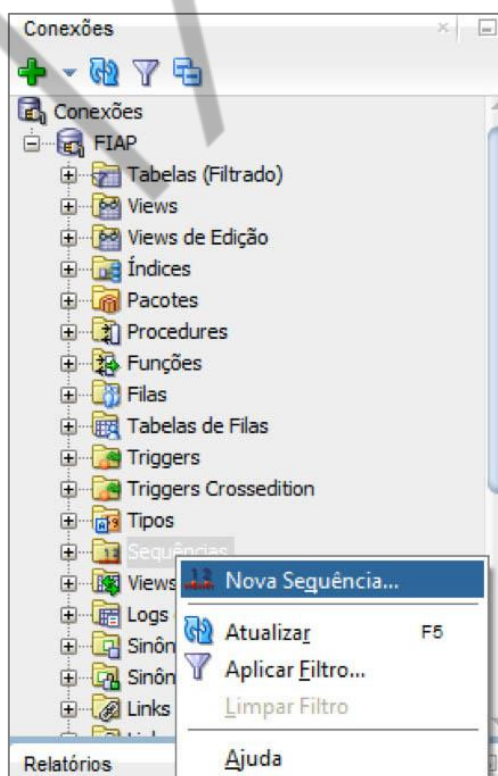 Conexões
Conexões
FIAP
Tabelas (Filtrado)
Views
Views de Edição
Índices
Pacotes
Procedures
Funções
Filas
Tabelas de Filas
Triggers
Triggers Crossedition
Tipos
Sequências
Nova Sequência...
Views
Logs
Atualizar F5
Sinôn
Aplicar Filtro...
Sinôn
Links
Limpar Filtro
Ajuda
Relatórios